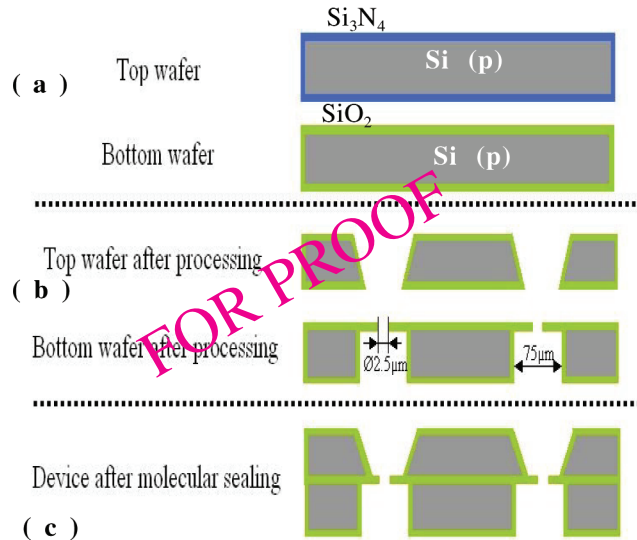 Si3N4
Si (p)
Top wafer
( a )
SiO2
Bottom wafer
Si (p)
Top wafer after processing
( b )
FOR PROOF
Bottom wafer after processing
Ø2.5µm
75µm
Device after molecular sealing
( c )